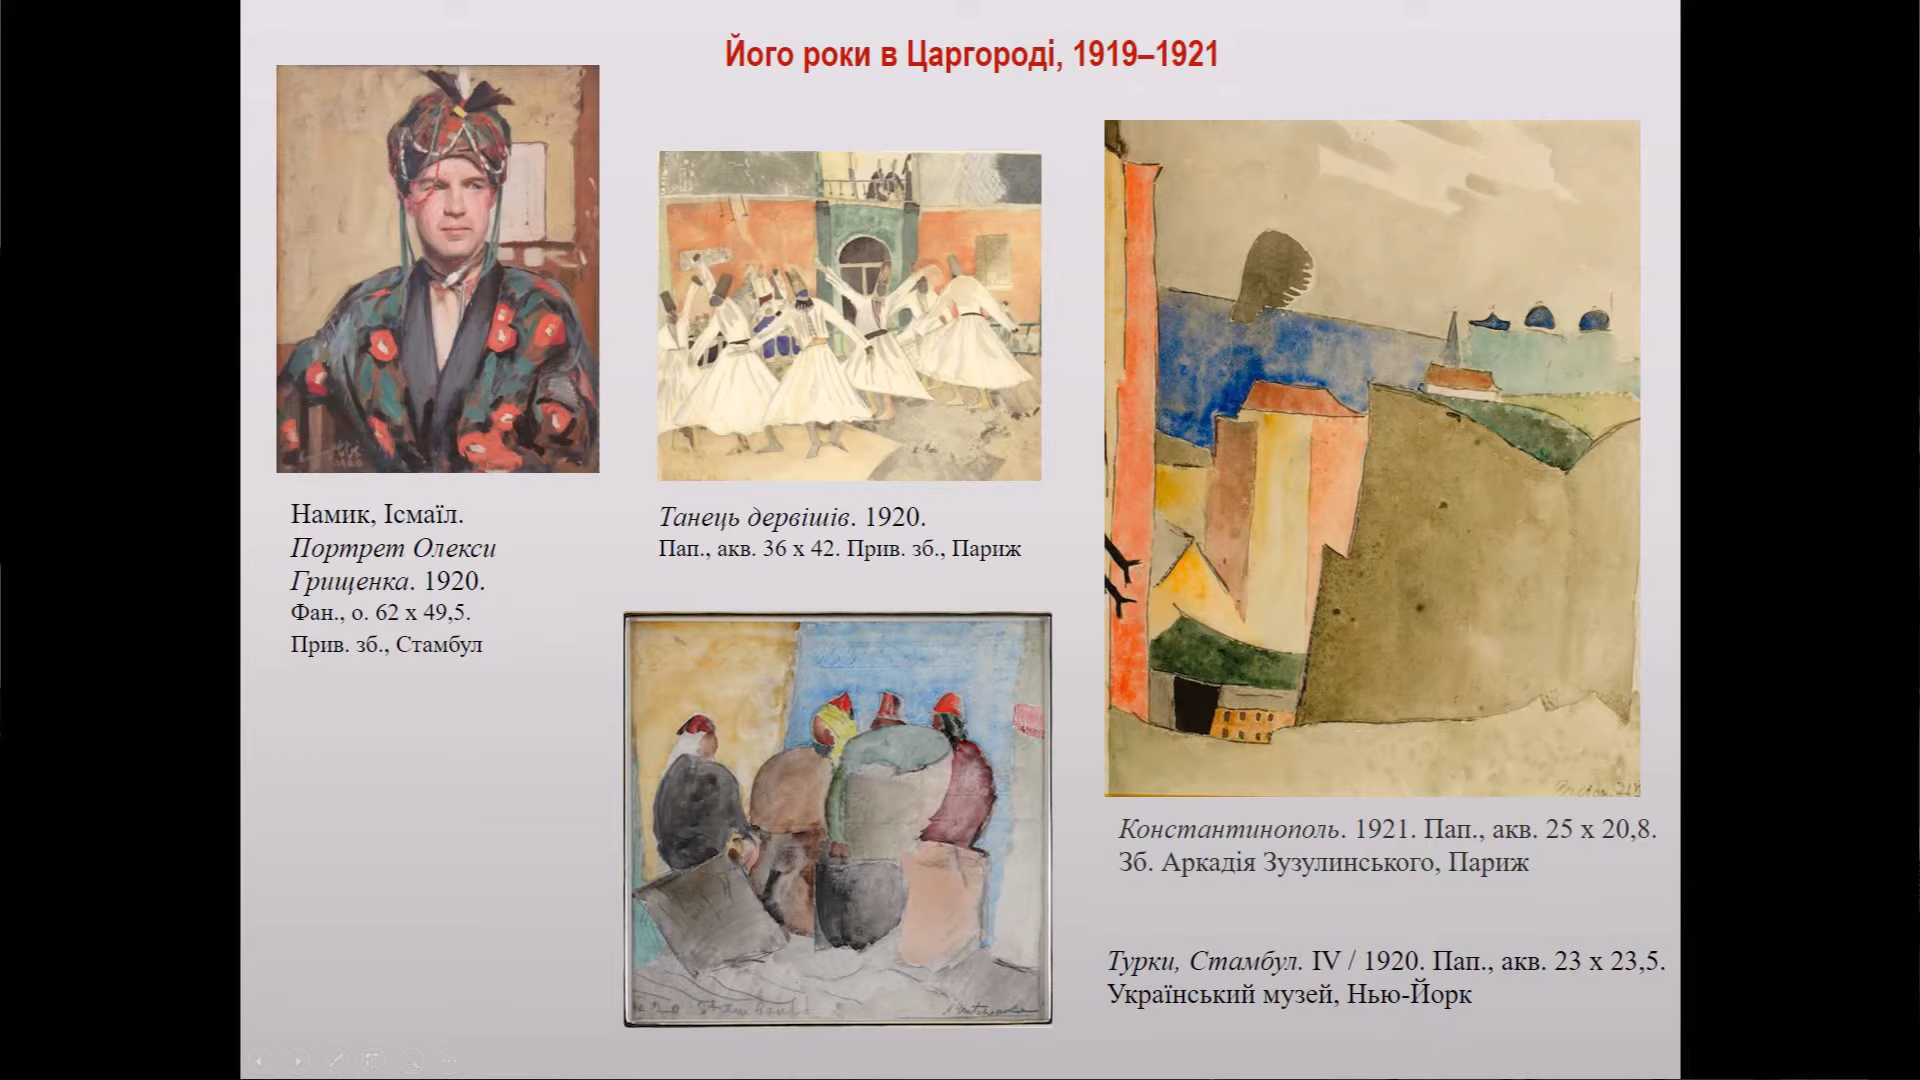 Його роки в Царгороді, 1919–1921
Намик, Ісмаїл.
Портрет Олекси
Грищенка. 1920.
Фан., о. 62 х 49,5.
Прив. зб., Стамбул
Танець дервішів. 1920.
Пап., акв. 36 х 42. Прив. зб., Париж
Константинополь. 1921. Пап., акв. 25 х 20,8.
Зб. Аркадія Зузулинського, Париж
Турки, Стамбул. IV / 1920. Пап., акв. 23 х 23,5.
Український музей, Нью-Йорк